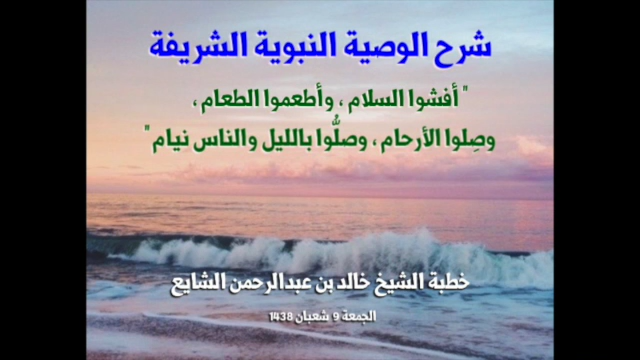 شرح الوصية النبوية الشريفة
" أفشوا السلام ، وأطعموا الطعام ،
وصِلوا الأرحام ، وصلُّوا بالليل والناس نيام "
خطبة الشيخ خالد بن عبدالرحمن الشايع
الجمعة 9 شعبان 1438